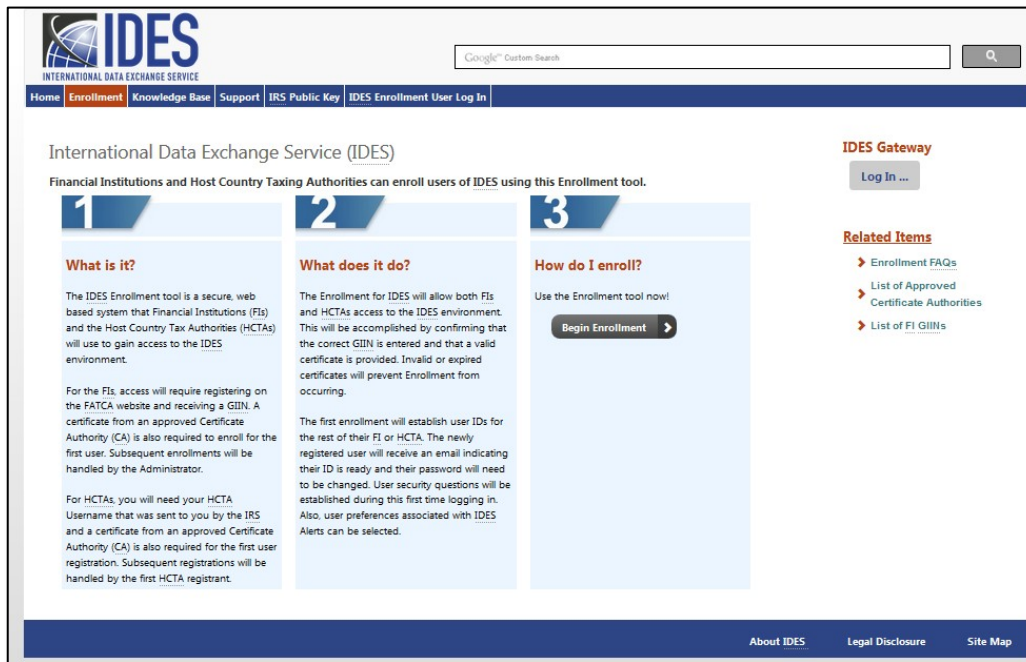 IDES
INTERNATIONAL DATA EXCHANGE SERVICE
Google™ Custom Search
Home Enrollment Knowledge Base Support IRS Public Key IDES Enrollment User Log In
International Data Exchange Service (IDES)
Financial Institutions and Host Country Taxing Authorities can enroll users of IDES using this Enrollment tool.
1
What is it?
The IDES Enrollment tool is a secure, web
based system that Financial Institutions (FIs)
and the Host Country Tax Authorities (HCTAs)
will use to gain access to the IDES
environment.
For the FIs, access will require registering on
the FATCA website and receiving a GIIN. A
certificate from an approved Certificate
Authority (CA) is also required to enroll for the
first user. Subsequent enrollments will be
handled by the Administrator.
For HCTAs, you will need your HCTA
Username that was sent to you by the IRS
and a certificate from an approved Certificate
Authority (CA) is also required for the first user
registration. Subsequent registrations will be
handled by the first HCTA registrant.
2
What does it do?
The Enrollment for IDES will allow both FIs
and HCTAs access to the IDES environment.
This will be accomplished by confirming that
the correct GIIN is entered and that a valid
certificate is provided. Invalid or expired
certificates will prevent Enrollment from
occurring.
The first enrollment will establish user IDs for
the rest of their FI or HCTA. The newly
registered user will receive an email indicating
their ID is ready and their password will need
to be changed. User security questions will be
established during this first time logging in.
Also, user preferences associated with IDES
Alerts can be selected.
3
How do I enroll?
Use the Enrollment tool now!
Begin Enrollment
IDES Gateway
Log In ...
Related Items
Enrollment FAQs
List of Approved
Certificate Authorities
List of FI GIINs
About IDES Legal Disclosure Site Map